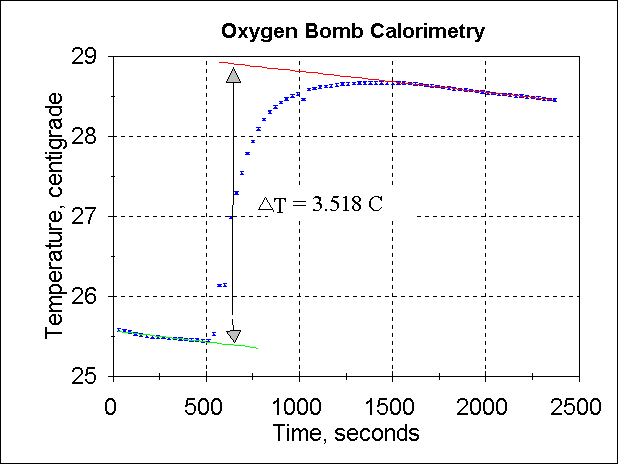 Oxygen Bomb Calorimetry
29
28
27
26
25
Temperature, centigrade
△T = 3.518 C
0 500 1000 1500 2000 2500
Time, seconds